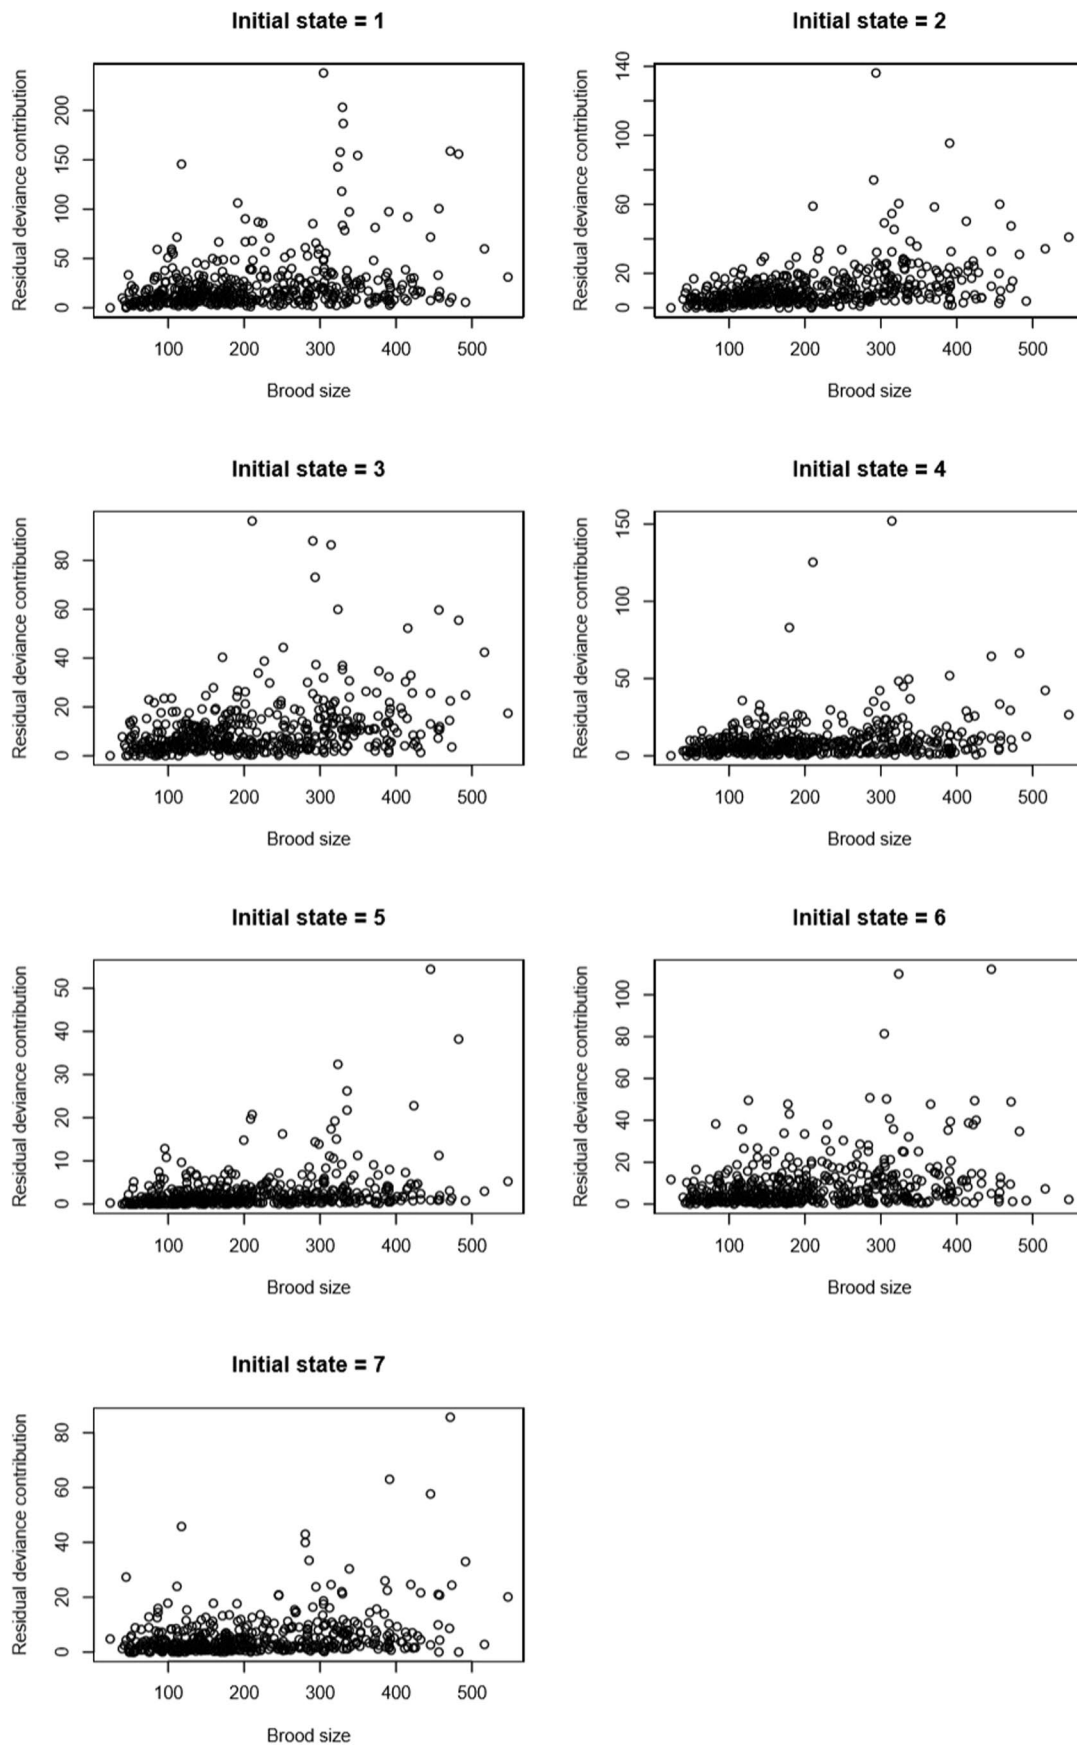 Initial state = 1
Residual deviance contribution
0
50
100
150
200
100 200 300 400 500
Brood size
Initial state = 2
Residual deviance contribution
0
20
60
100
140
100 200 300 400 500
Brood size
Initial state = 3
Residual deviance contribution
0
20
40
60
80
100 200 300 400 500
Brood size
Initial state = 4
Residual deviance contribution
0
50
100
150
100 200 300 400 500
Brood size
Initial state = 5
Residual deviance contribution
0
10
20
30
40
50
100 200 300 400 500
Brood size
Initial state = 6
Residual deviance contribution
0
20
40
60
80
100
100 200 300 400 500
Brood size
Initial state = 7
Residual deviance contribution
0
20
40
60
80
100 200 300 400 500
Brood size